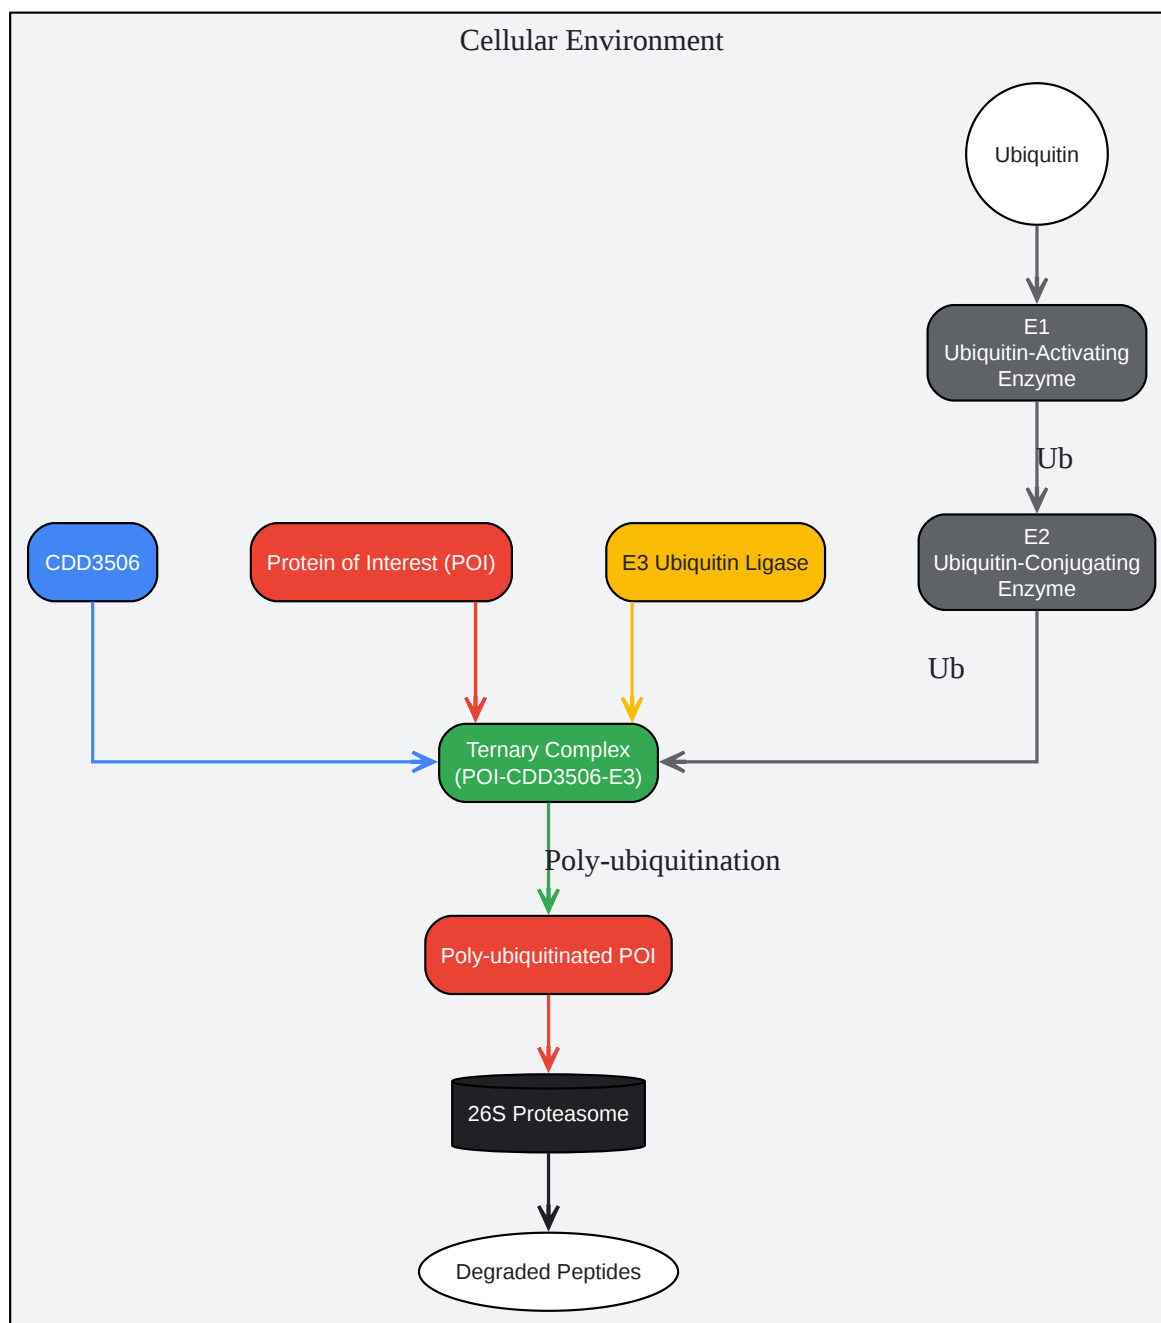 Cellular Environment
Ubiquitin
E1
Ubiquitin-Activating
Enzyme
Ub
CDD3506
Protein of Interest (POI)
E3 Ubiquitin Ligase
E2
Ubiquitin-Conjugating
Enzyme
Ub
Ternary Complex
(POI-CDD3506-E3)
Poly-ubiquitination
Poly-ubiquitinated POI
26S Proteasome
Degraded Peptides